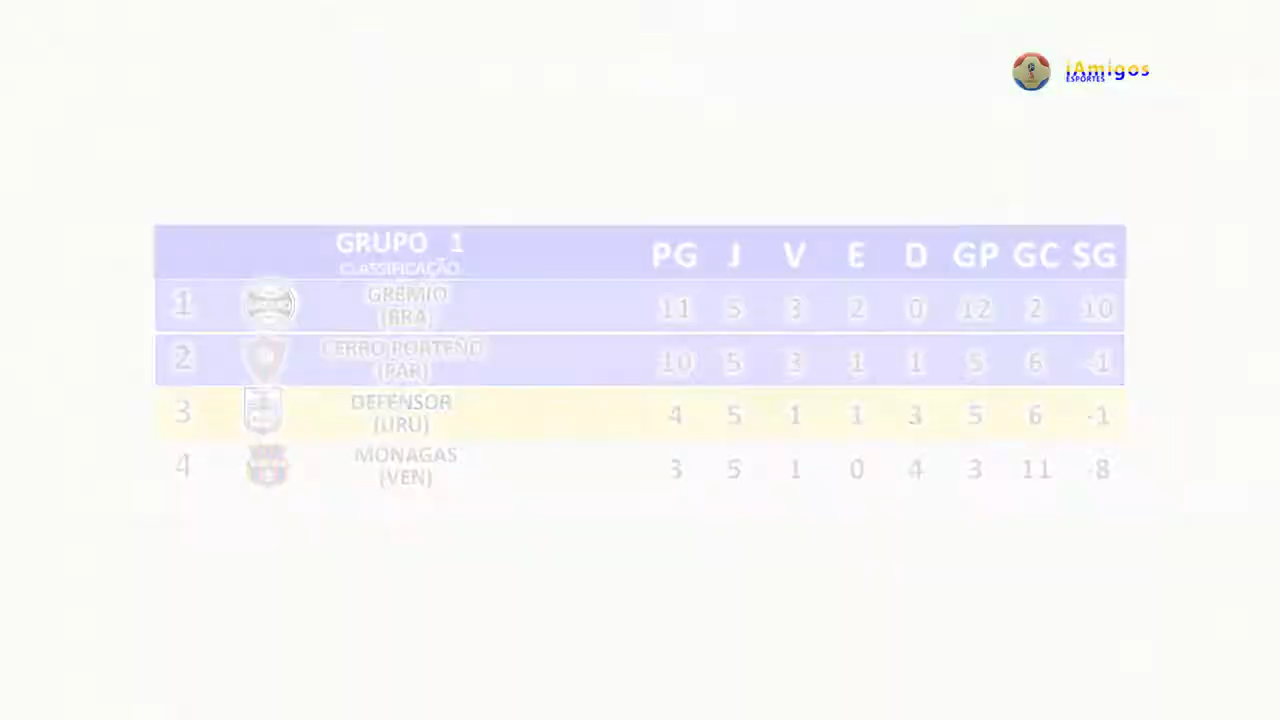 iAmigos
ESPORTES
GRUPO 1 PG J V E D GP GC SG
CLASSIFICAÇÃO
1 GRÊMIO (BRA) 11 5 3 2 0 12 2 10
2 CERRO PORTEÑO (PAR) 10 5 3 1 1 5 6 -1
3 DEFENSOR (URU) 4 5 1 1 3 5 6 -1
4 MONAGAS (VEN) 3 5 1 0 4 3 11 -8